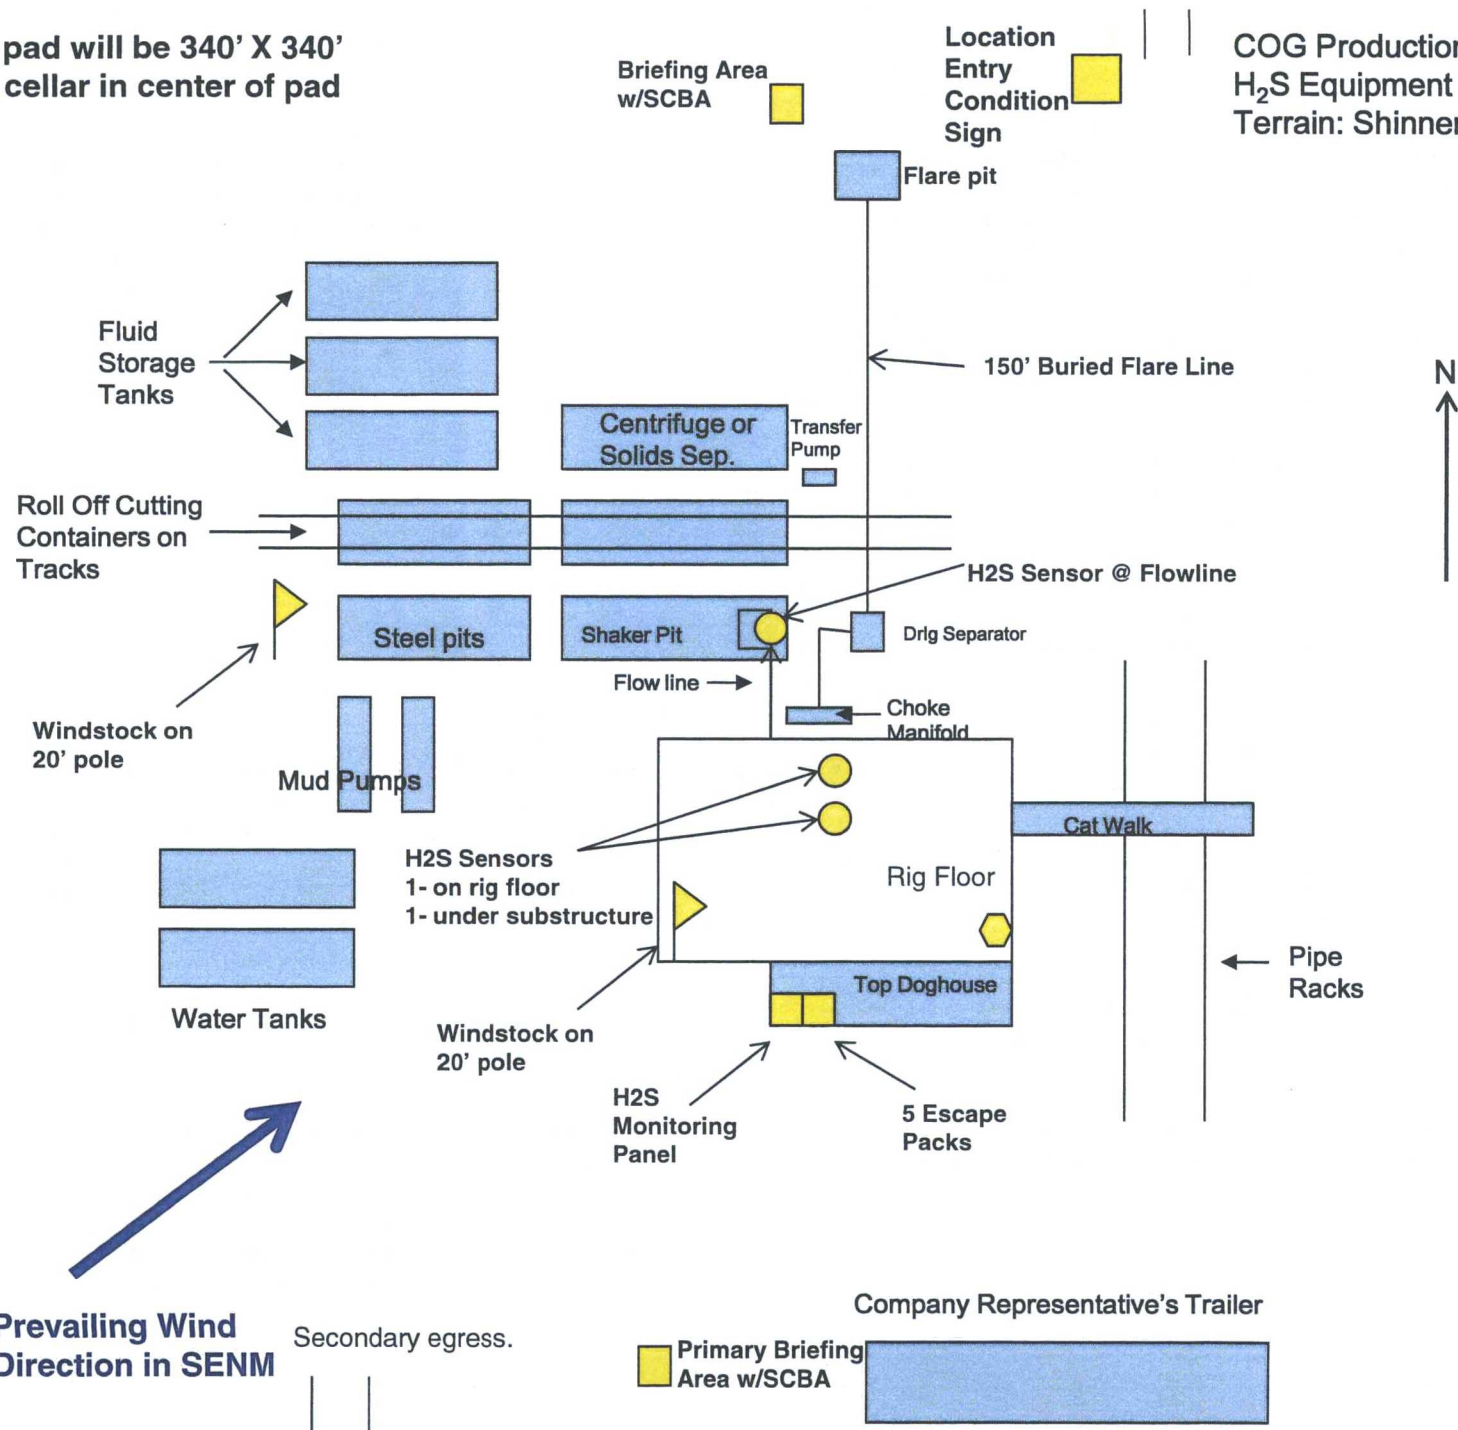 pad will be 340’ X 340’
cellar in center of pad
Briefing Area
w/SCBA
Location
Entry
Condition
Sign
COG Production
H2S Equipment
Terrain: Shinner
Flare pit
Fluid
Storage
Tanks
150’ Buried Flare Line
N
Centrifuge or
Solids Sep.
Transfer
Pump
Roll Off Cutting
Containers on
Tracks
H2S Sensor @ Flowline
Steel pits
Shaker Pit
Drlg Separator
Flow line
Windstock on
20’ pole
Choke
Manifold
Mud Pumps
Cat Walk
H2S Sensors
1- on rig floor
1- under substructure
Rig Floor
Pipe
Racks
Top Doghouse
Water Tanks
Windstock on
20’ pole
H2S
Monitoring
Panel
5 Escape
Packs
Prevailing Wind
Direction in SENM
Secondary egress.
Company Representative’s Trailer
Primary Briefing
Area w/SCBA